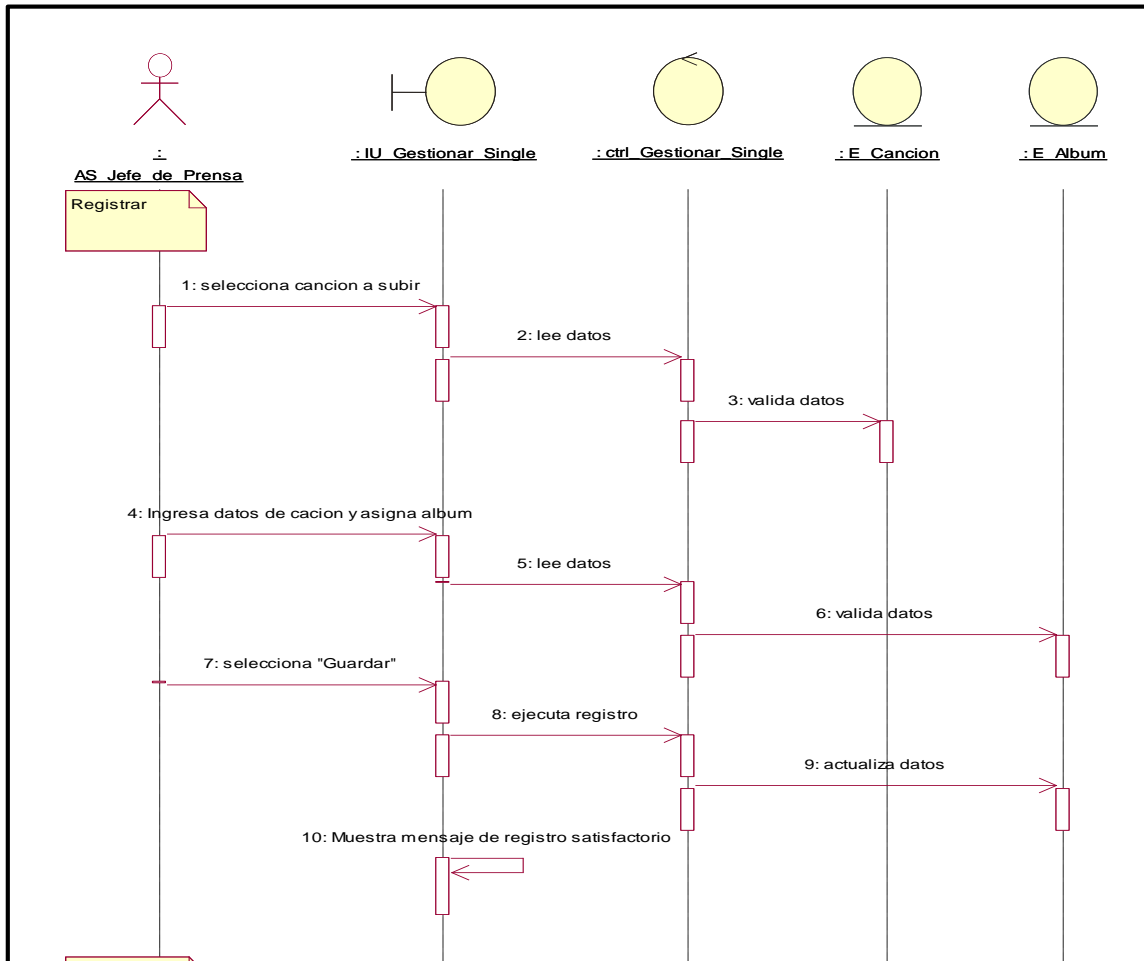 :
AS_Jefe_de_Prensa
: IU_Gestionar_Single
: ctrl_Gestionar_Single
: E_Cancion
: E_Album
Registrar
1: selecciona cancion a subir
2: lee datos
3: valida datos
4: Ingresa datos de cacion y asigna album
5: lee datos
6: valida datos
7: selecciona "Guardar"
8: ejecuta registro
9: actualiza datos
10: Muestra mensaje de registro satisfactorio